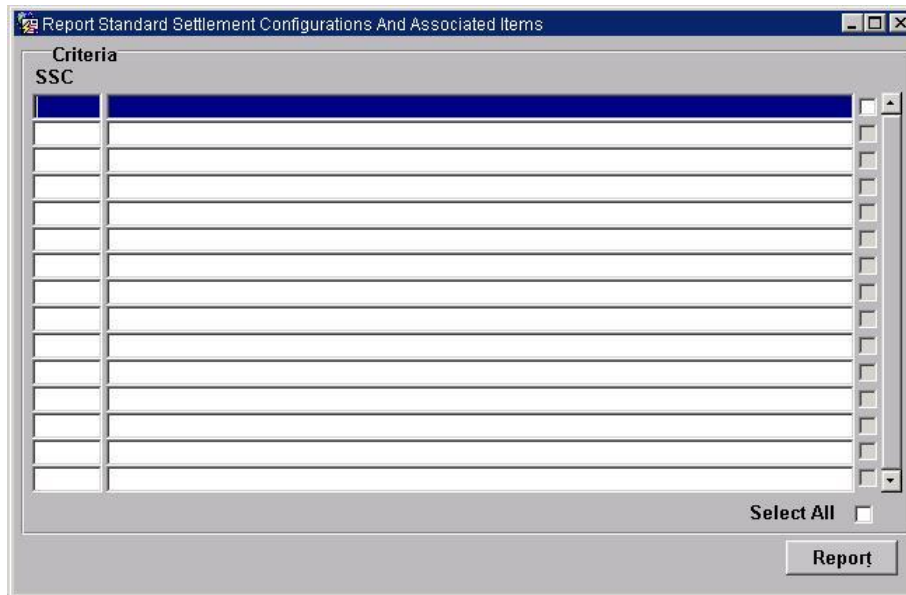 Report Standard Settlement Configurations And Associated Items
Criteria
SSC
Select All
Report